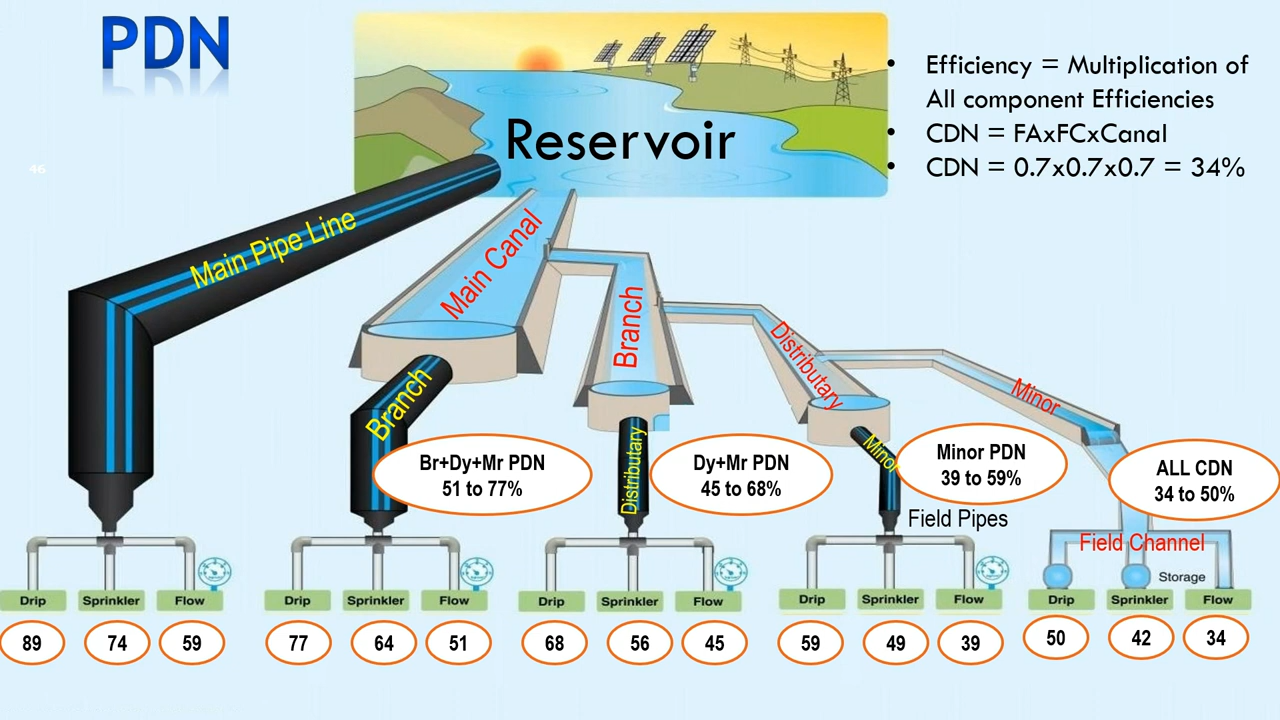 PDN
46
Reservoir
• Efficiency = Multiplication of
All component Efficiencies
• CDN = FAxFCxCanal
• CDN = 0.7x0.7x0.7 = 34%
Main Pipe Line
Main Canal
Branch
Distributary
Minor
Branch
Distributary
Minor
Br+Dy+Mr PDN
51 to 77%
Dy+Mr PDN
45 to 68%
Minor PDN
39 to 59%
ALL CDN
34 to 50%
Field Pipes
Field Channel
Storage
Drip Sprinkler Flow
Drip Sprinkler Flow
Drip Sprinkler Flow
Drip Sprinkler Flow
Drip Sprinkler Flow
89 74 59
77 64 51
68 56 45
59 49 39
50 42 34